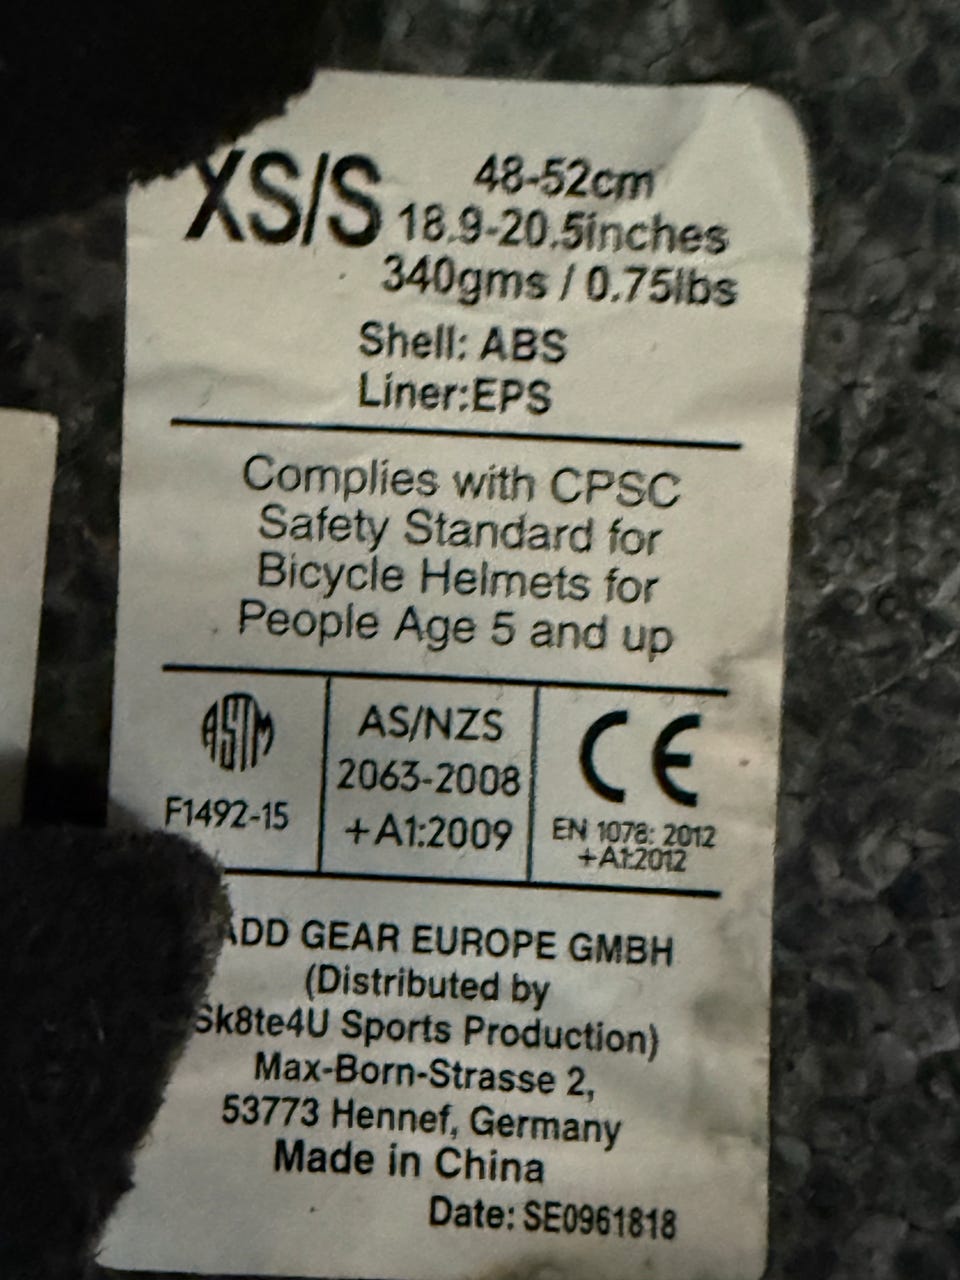 XS/S
48-52cm
18.9-20.5inches
340gms / 0.75lbs
Shell: ABS
Liner:EPS
Complies with CPSC
Safety Standard for
Bicycle Helmets for
People Age 5 and up
ASTM
F1492-15
AS/NZS
2063-2008
+A1:2009
CE
EN 1078: 2012
+A1:2012
ADD GEAR EUROPE GMBH
(Distributed by
Sk8te4U Sports Production)
Max-Born-Strasse 2,
53773 Hennef, Germany
Made in China
Date: SE0961818